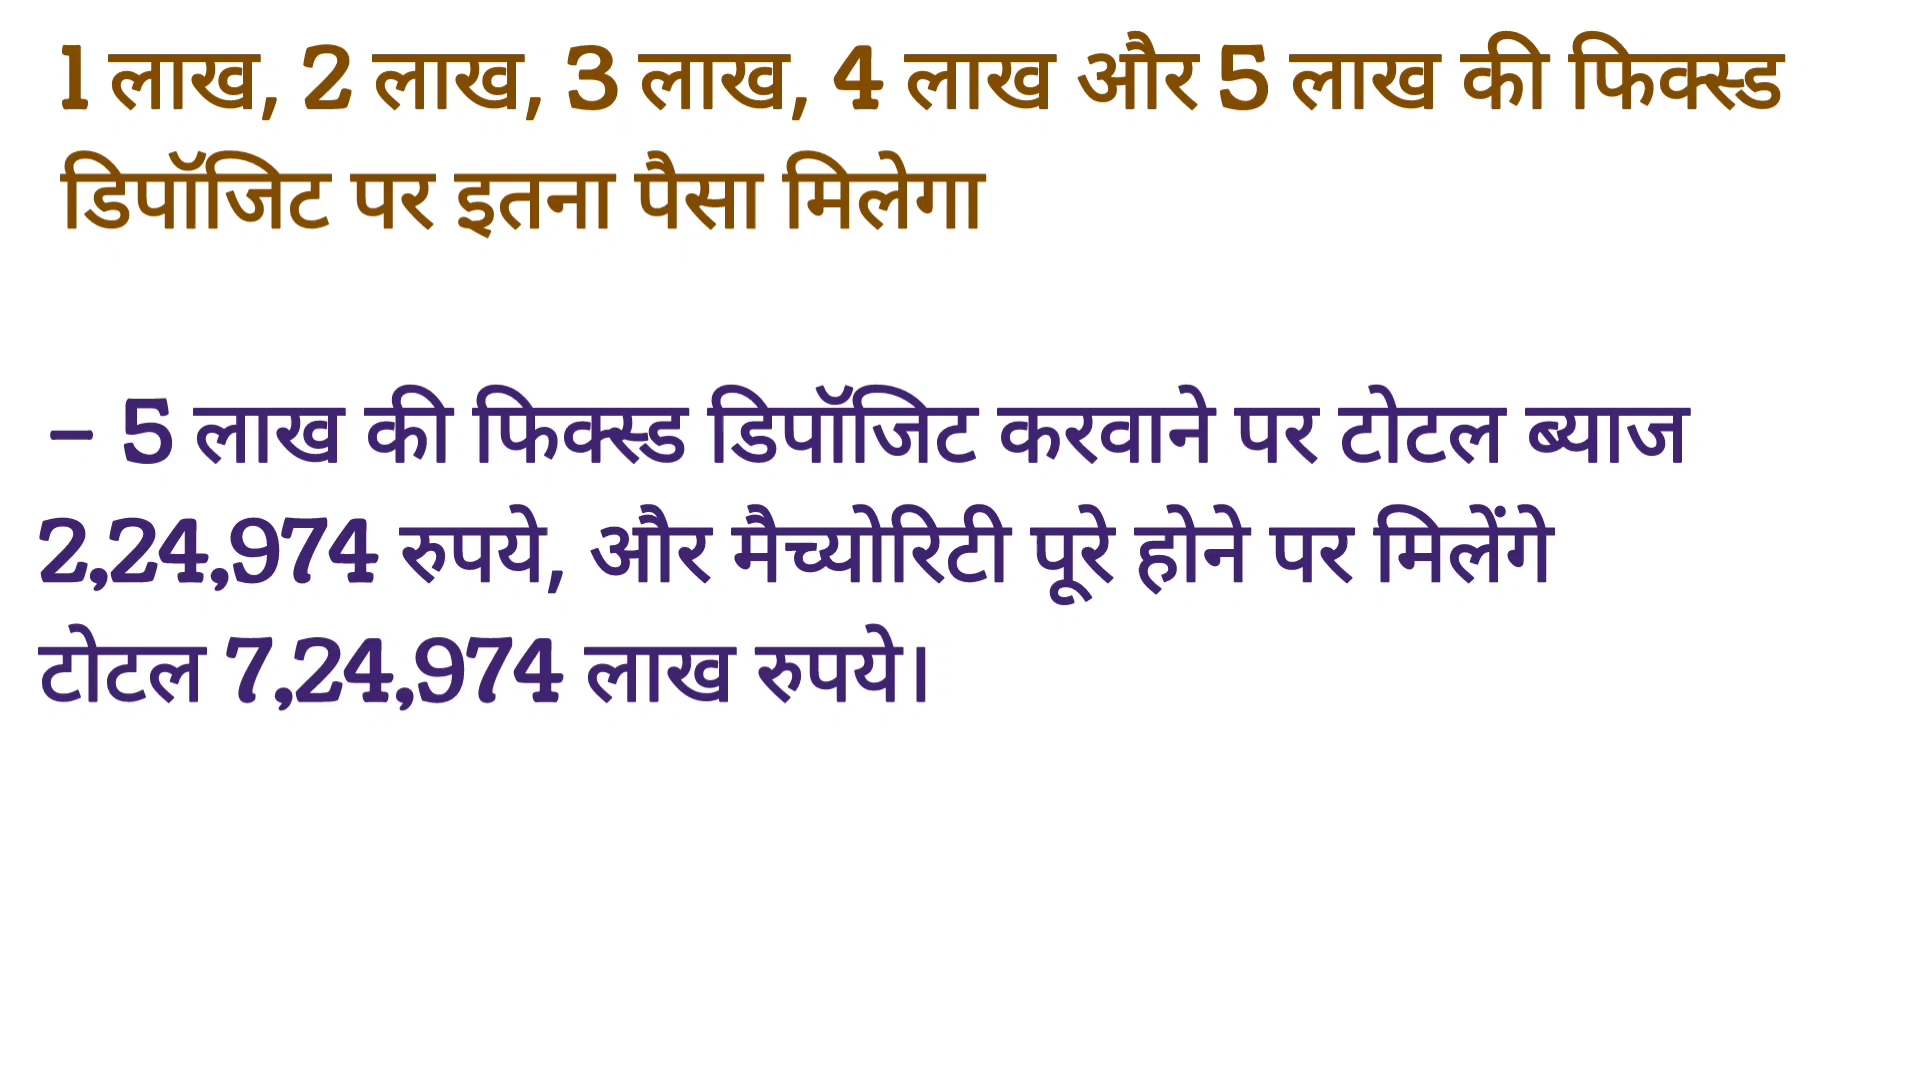 1 लाख, 2 लाख, 3 लाख, 4 लाख और 5 लाख की फिक्स्ड
डिपॉजिट पर इतना पैसा मिलेगा
– 5 लाख की फिक्स्ड डिपॉजिट करवाने पर टोटल ब्याज
2,24,974 रुपये, और मैच्योरिटी पूरे होने पर मिलेंगे
टोटल 7,24,974 लाख रुपये।